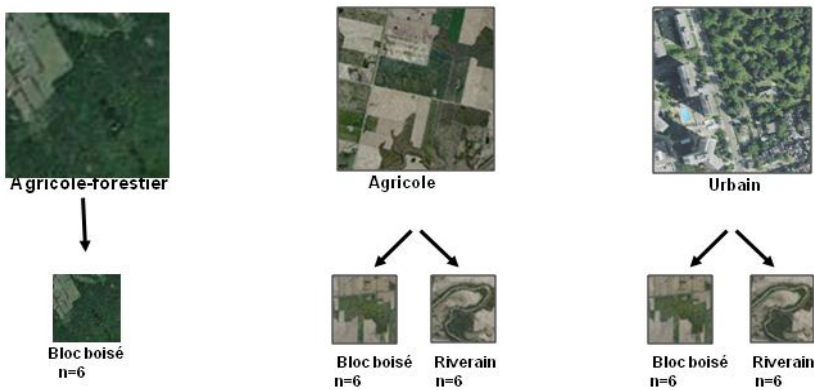 Agricole-forestier
Agricole
Urbain
Bloc boisé
n=6
Bloc boisé
n=6
Riverain
n=6
Bloc boisé
n=6
Riverain
n=6